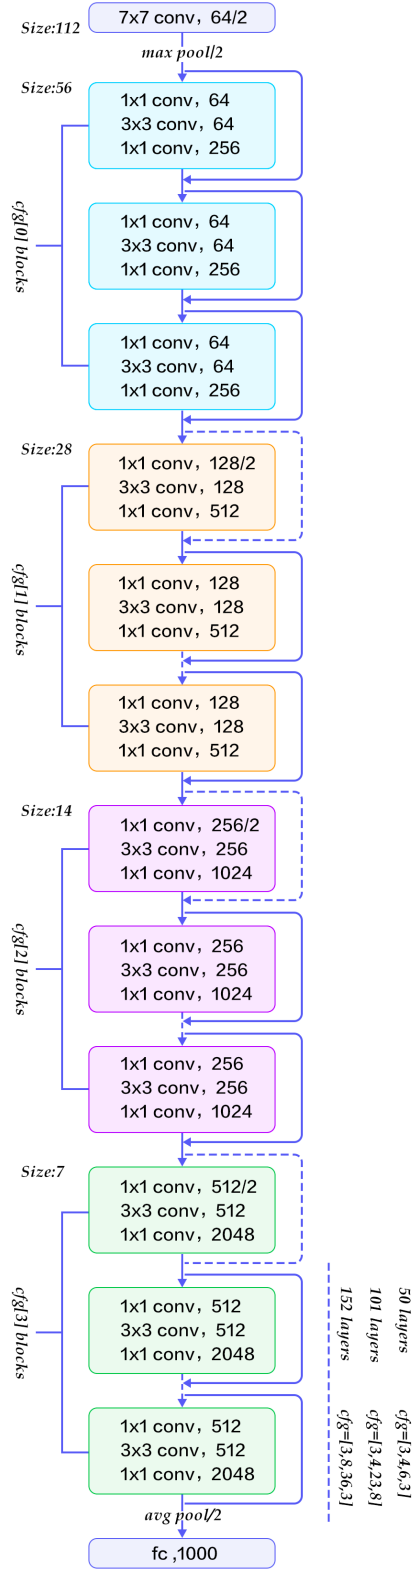 7x7 conv, 64/2
Size:112
max pool/2
Size:56
1x1 conv, 64
3x3 conv, 64
1x1 conv, 256
cfg[0] blocks
1x1 conv, 64
3x3 conv, 64
1x1 conv, 256
1x1 conv, 64
3x3 conv, 64
1x1 conv, 256
Size:28
1x1 conv, 128/2
3x3 conv, 128
1x1 conv, 512
cfg[1] blocks
1x1 conv, 128
3x3 conv, 128
1x1 conv, 512
1x1 conv, 128
3x3 conv, 128
1x1 conv, 512
Size:14
1x1 conv, 256/2
3x3 conv, 256
1x1 conv, 1024
cfg[2] blocks
1x1 conv, 256
3x3 conv, 256
1x1 conv, 1024
1x1 conv, 256
3x3 conv, 256
1x1 conv, 1024
Size:7
1x1 conv, 512/2
3x3 conv, 512
1x1 conv, 2048
cfg[3] blocks
1x1 conv, 512
3x3 conv, 512
1x1 conv, 2048
1x1 conv, 512
3x3 conv, 512
1x1 conv, 2048
50 layers cfg=[3,4,6,3]
101 layers cfg=[3,4,23,8]
152 layers cfg=[3,8,36,3]
avg pool/2
fc ,1000